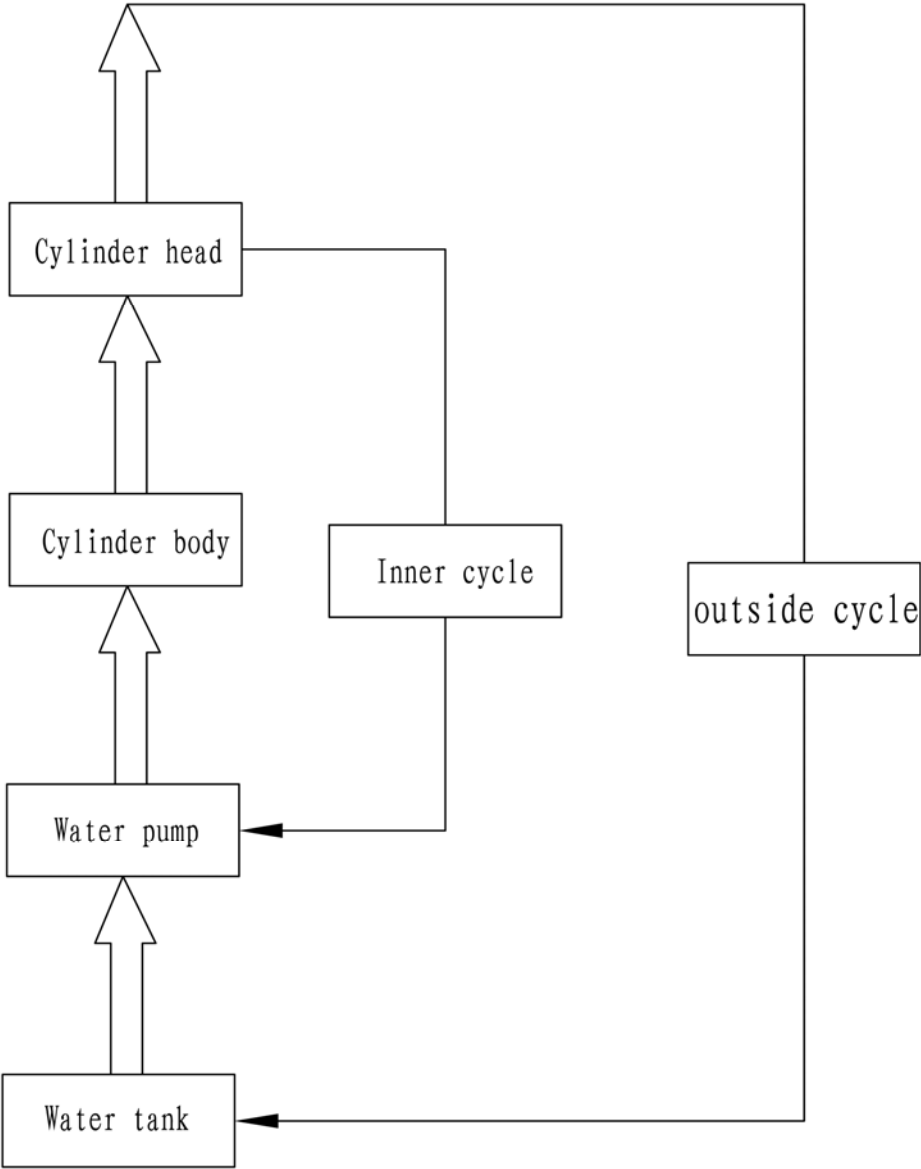 Cylinder head
Cylinder body
Inner cycle
outside cycle
Water pump
Water tank